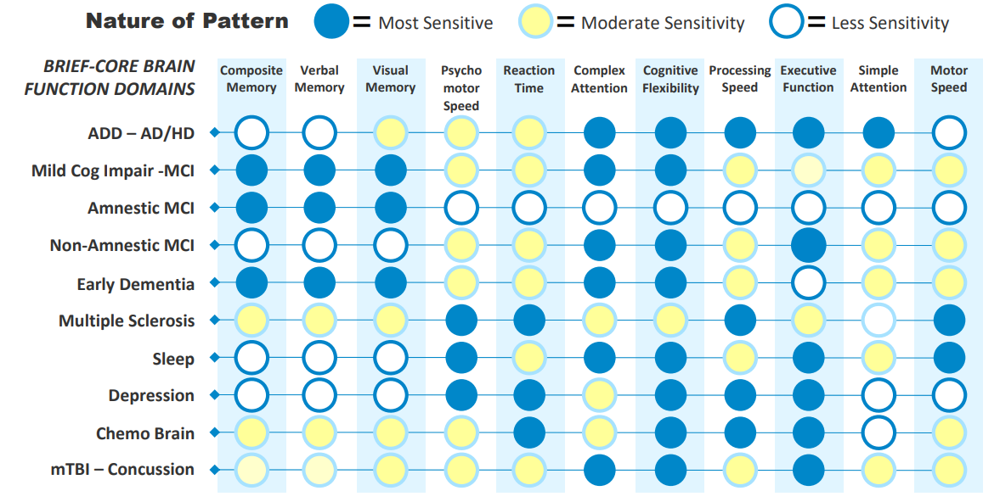 Nature of Pattern = Most Sensitive = Moderate Sensitivity = Less Sensitivity
BRIEF-CORE BRAIN
FUNCTION DOMAINS
Composite
Memory
Verbal
Memory
Visual
Memory
Psycho
motor
Speed
Reaction
Time
Complex
Attention
Cognitive
Flexibility
Processing
Speed
Executive
Function
Simple
Attention
Motor
Speed
ADD – AD/HD
Mild Cog Impair -MCI
Amnestic MCI
Non-Amnestic MCI
Early Dementia
Multiple Sclerosis
Sleep
Depression
Chemo Brain
mTBI – Concussion